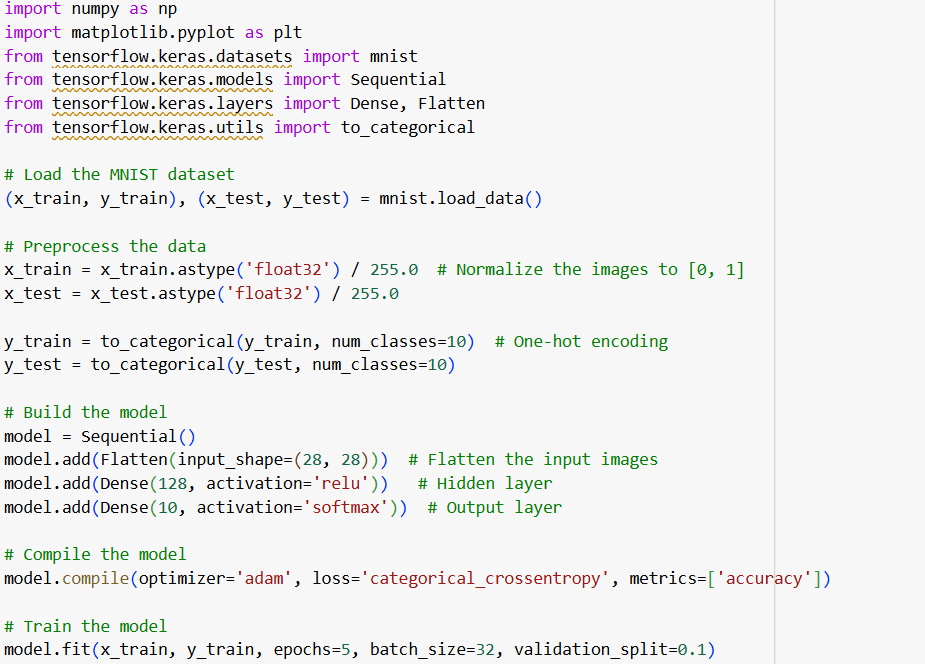 import numpy as np
import matplotlib.pyplot as plt
from tensorflow.keras.datasets import mnist
from tensorflow.keras.models import Sequential
from tensorflow.keras.layers import Dense, Flatten
from tensorflow.keras.utils import to_categorical
# Load the MNIST dataset
(x_train, y_train), (x_test, y_test) = mnist.load_data()
# Preprocess the data
x_train = x_train.astype('float32') / 255.0  # Normalize the images to [0, 1]
x_test = x_test.astype('float32') / 255.0
y_train = to_categorical(y_train, num_classes=10)  # One-hot encoding
y_test = to_categorical(y_test, num_classes=10)
# Build the model
model = Sequential()
model.add(Flatten(input_shape=(28, 28)))  # Flatten the input images
model.add(Dense(128, activation='relu'))   # Hidden layer
model.add(Dense(10, activation='softmax'))  # Output layer
# Compile the model
model.compile(optimizer='adam', loss='categorical_crossentropy', metrics=['accuracy'])
# Train the model
model.fit(x_train, y_train, epochs=5, batch_size=32, validation_split=0.1)